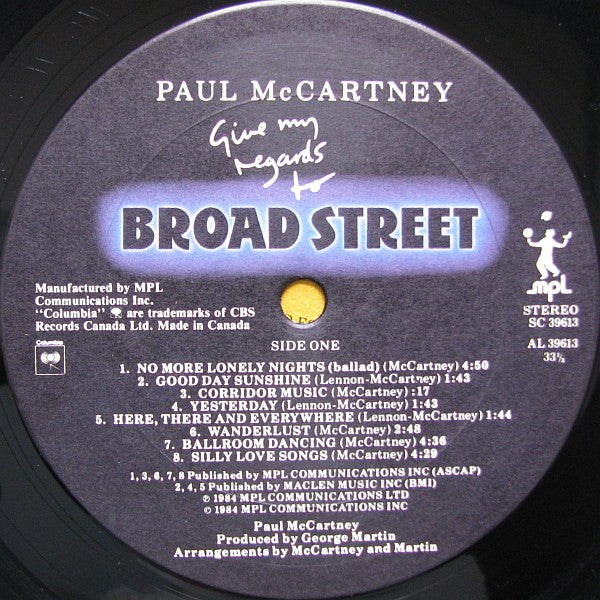 PAUL McCARTNEY
Give my
regards
to
BROAD STREET
Manufactured by MPL
Communications Inc.
"Columbia" are trademarks of CBS
Records Canada Ltd. Made in Canada
Columbia
mpl
STEREO
SC 39613
AL 39613
33⅓
SIDE ONE
1. NO MORE LONELY NIGHTS (ballad) (McCartney) 4:50
2. GOOD DAY SUNSHINE (Lennon-McCartney) 1:43
3. CORRIDOR MUSIC (McCartney) :17
4. YESTERDAY (Lennon-McCartney) 1:43
5. HERE, THERE AND EVERYWHERE (Lennon-McCartney) 1:44
6. WANDERLUST (McCartney) 2:48
7. BALLROOM DANCING (McCartney) 4:36
8. SILLY LOVE SONGS (McCartney) 4:29
1, 3, 6, 7, 8 Published by MPL COMMUNICATIONS INC (ASCAP)
2, 4, 5 Published by MACLEN MUSIC INC (BMI)
℗ 1984 MPL COMMUNICATIONS LTD
© 1984 MPL COMMUNICATIONS INC
Paul McCartney
Produced by George Martin
Arrangements by McCartney and Martin